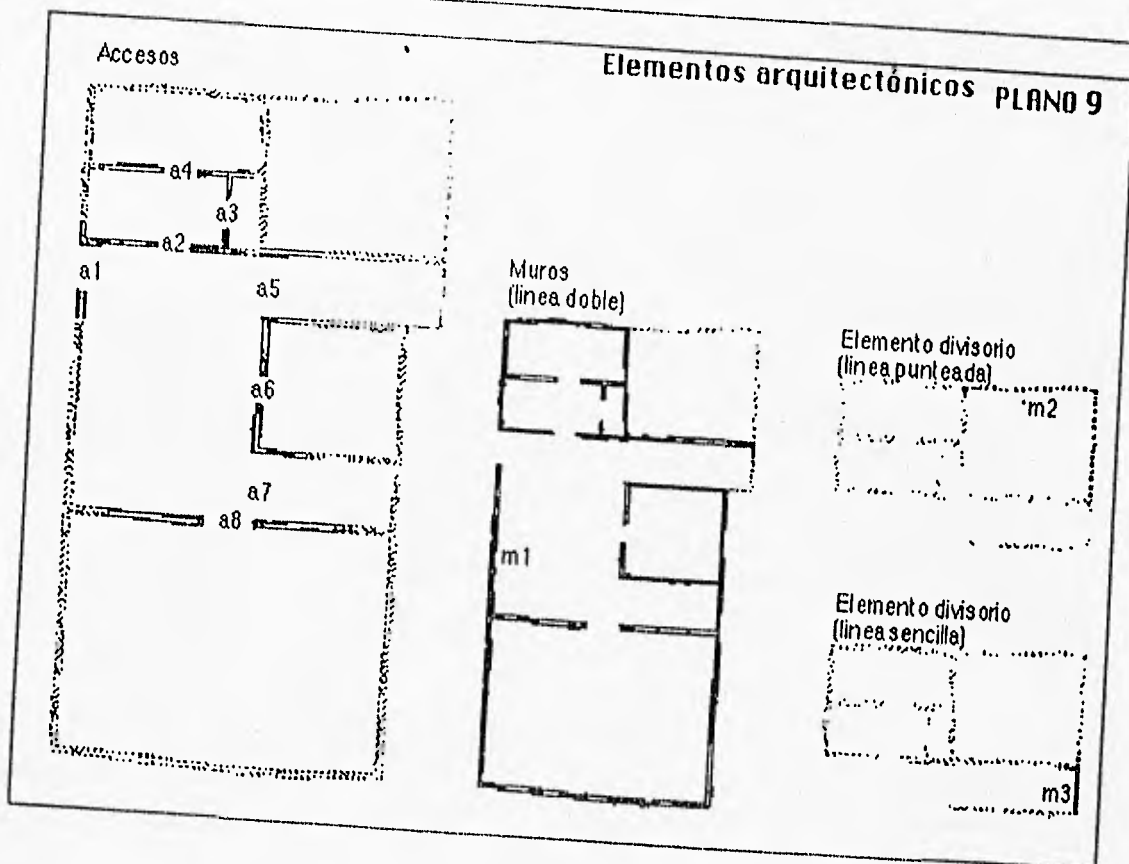 Elementos arquitectónicos PLANO 9
Accesos
a4
a3
a2
a1
a5
a6
a7
a8
Muros
(linea doble)
m1
Elemento divisorio
(linea punteada)
m2
Elemento divisorio
(linea sencilla)
m3